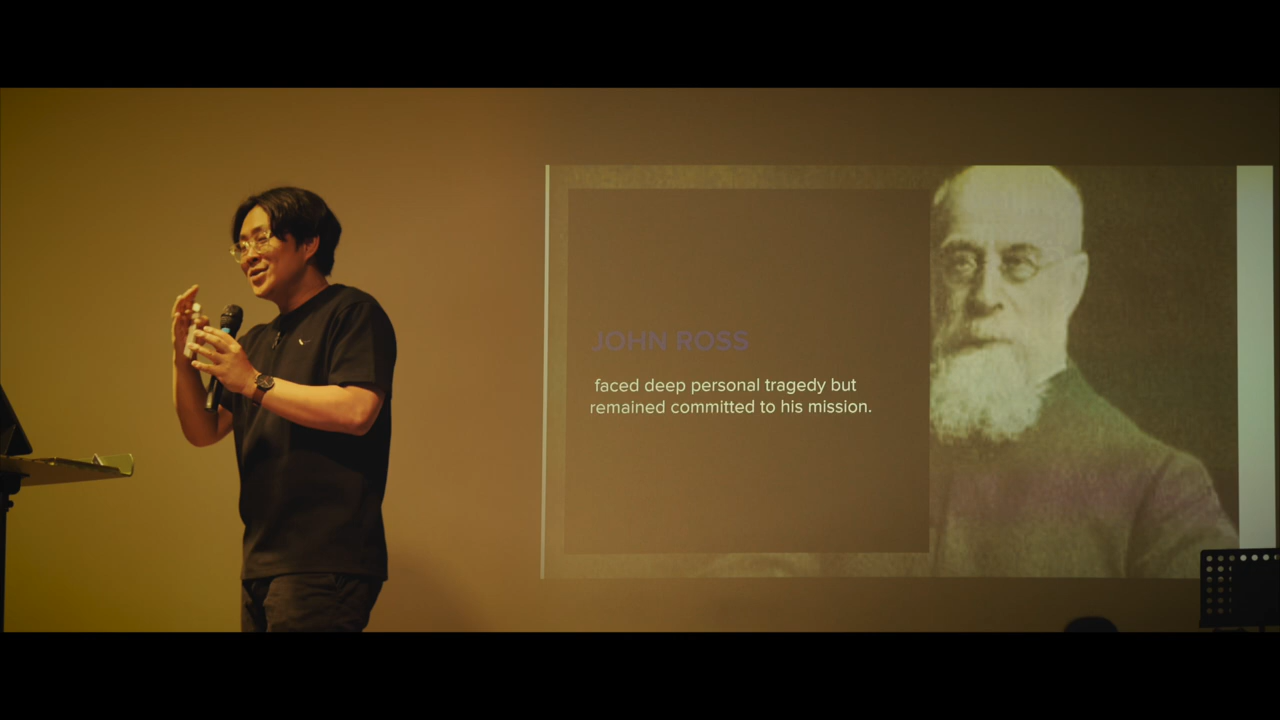 JOHN ROSS
faced deep personal tragedy but
remained committed to his mission.